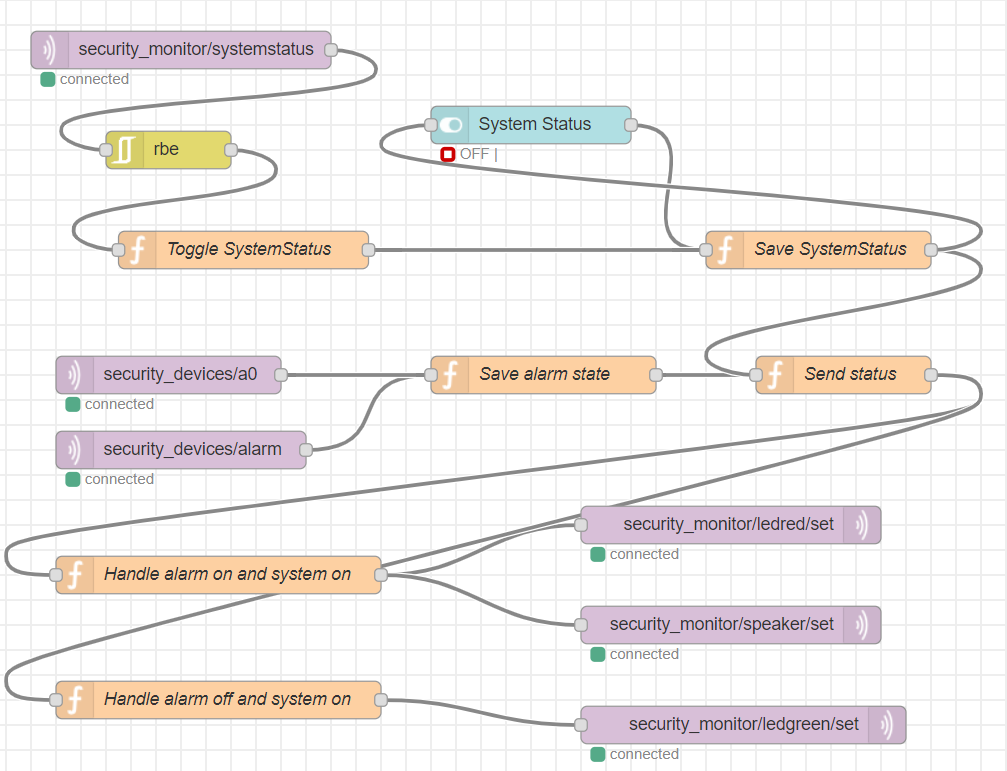 security_monitor/systemstatus
connected
System Status
rbe
OFF |
Toggle SystemStatus
Save SystemStatus
security_devices/a0
Save alarm state
Send status
connected
security_devices/alarm
connected
security_monitor/ledred/set
connected
Handle alarm on and system on
security_monitor/speaker/set
connected
Handle alarm off and system on
security_monitor/ledgreen/set
connected